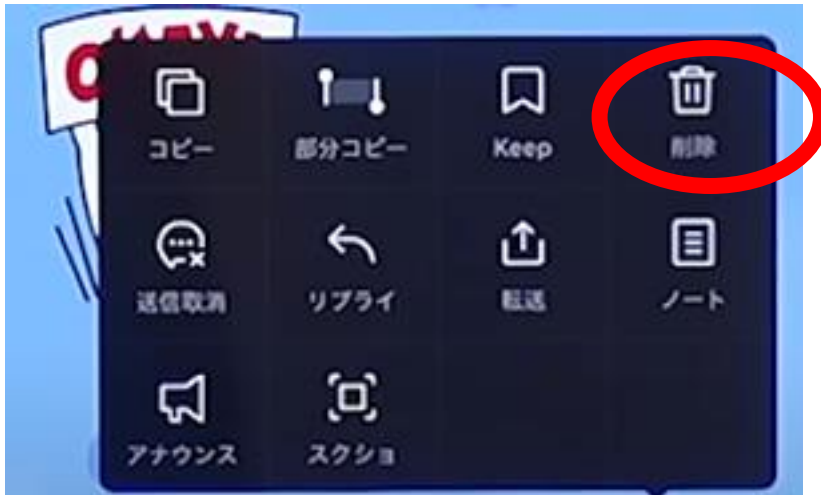 コピー
部分コピー
Keep
削除
送信取消
リプライ
転送
ノート
アナウンス
スクショ